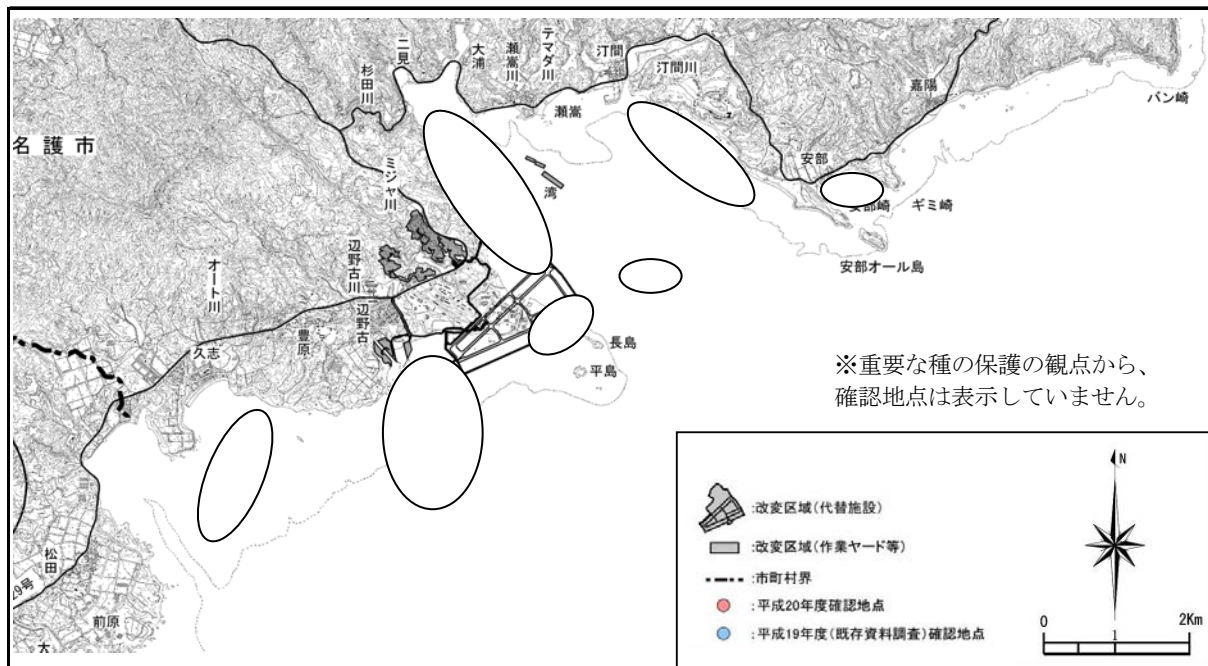 名護市
杉田川
二見
大浦
瀬嵩川
テマダ川
汀間
汀間川
瀬嵩
嘉陽
バン崎
安部
安部崎
ギミ崎
安部オール島
湾
ミジャ川
辺野古川
辺野古
オート川
豊原
久志
長島
平島
松田
29号
前原
大
※重要な種の保護の観点から、
確認地点は表示していません。
:改変区域(代替施設)
:改変区域(作業ヤード等)
:市町村界
:平成20年度確認地点
:平成19年度(既存資料調査)確認地点
N
0 1 2Km